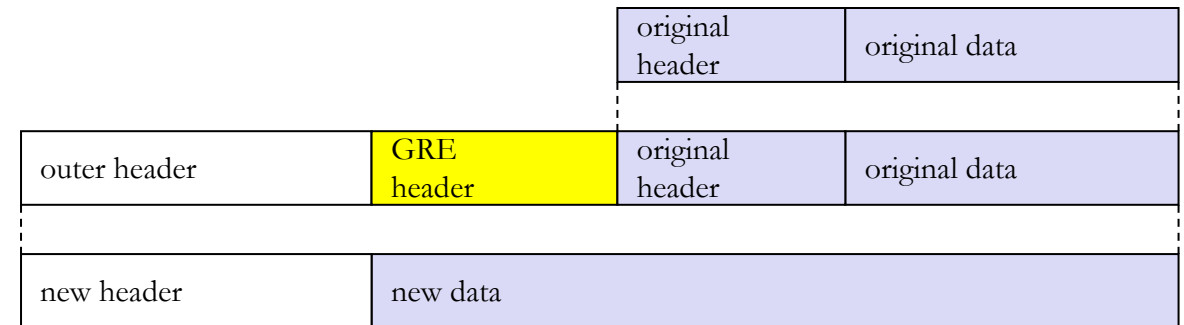 original
header
original data
outer header
GRE
header
original
header
original data
new header
new data